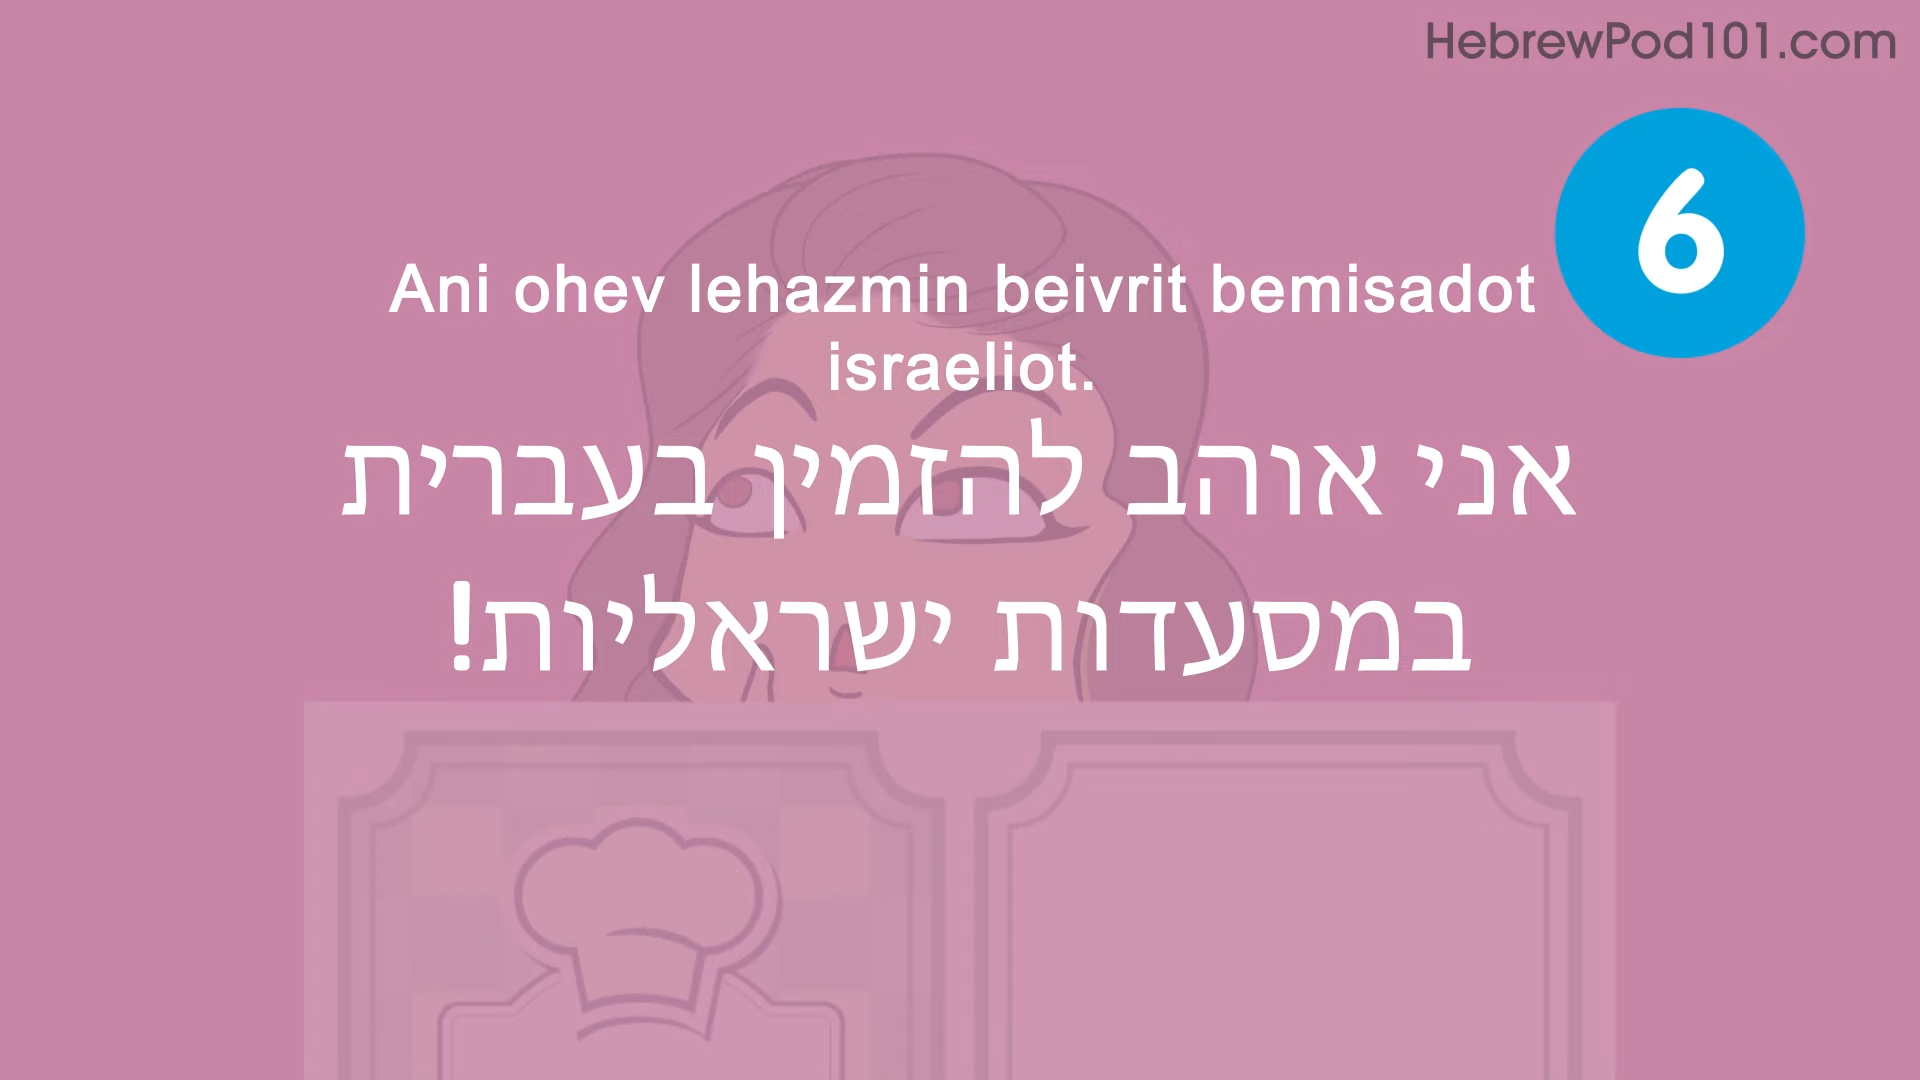 HebrewPod101.com
6
Ani ohev lehazmin beivrit bemisadot
israeliot.
אני אוהב להזמין בעברית
במסעדות ישראליות!